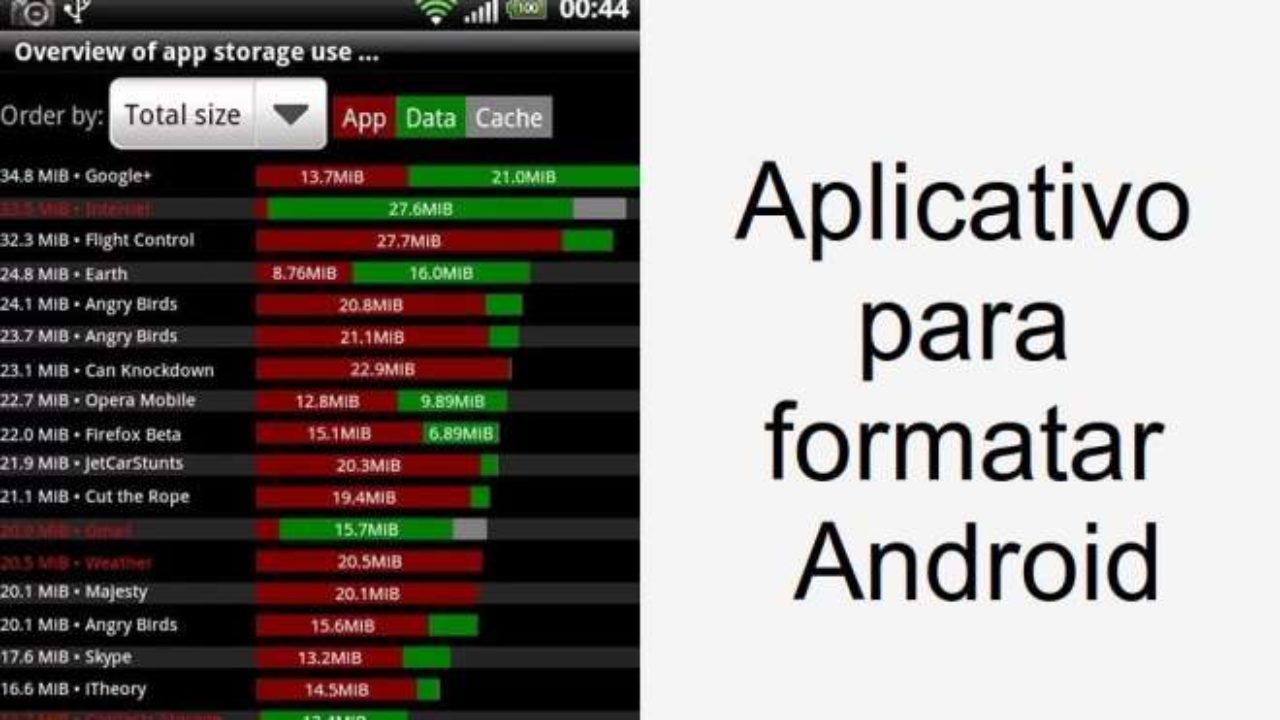 00:44
Overview of app storage use ...
Order by: Total size App Data Cache
34.8 MiB • Google+ 13.7MiB 21.0MiB
33.5 MiB • Internet 27.6MiB
32.3 MiB • Flight Control 27.7MiB
24.8 MiB • Earth 8.76MiB 16.0MiB
24.1 MiB • Angry Birds 20.8MiB
23.7 MiB • Angry Birds 21.1MiB
23.1 MiB • Can Knockdown 22.9MiB
22.7 MiB • Opera Mobile 12.8MiB 9.89MiB
22.0 MiB • Firefox Beta 15.1MiB 6.89MiB
21.9 MiB • JetCarStunts 20.3MiB
21.1 MiB • Cut the Rope 19.4MiB
MiB • Gmail 15.7MiB
20.5 MiB • Weather 20.5MiB
20.1 MiB • Majesty 20.1MiB
20.1 MiB • Angry Birds 15.6MiB
17.6 MiB • Skype 13.2MiB
16.6 MiB • iTheory 14.5MiB
Aplicativo
para
formatar
Android